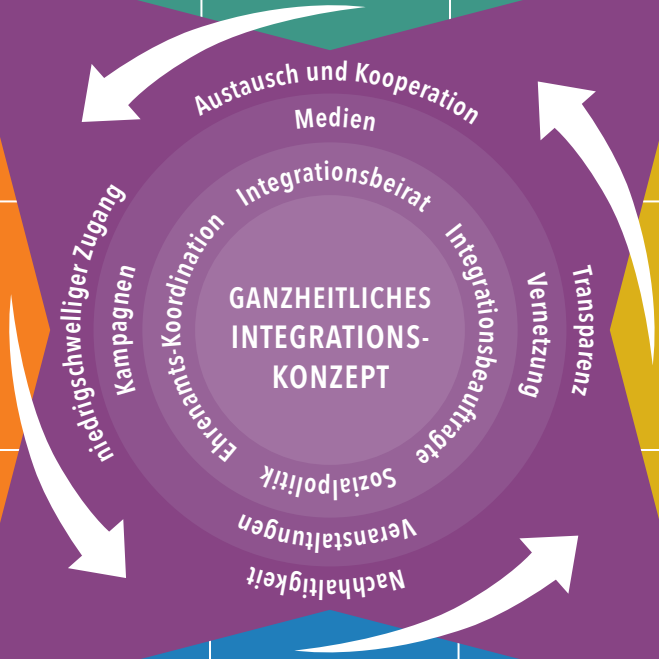 Austausch und Kooperation
Medien
Integrationsbeirat
niedrigschwelliger Zugang
Kampagnen
Ehrenamts-Koordination
GANZHEITLICHES
INTEGRATIONS-
KONZEPT
Integrationsbeauftragte
Vernetzung
Transparenz
Sozialpolitik
Veranstaltungen
Nachhaltigkeit